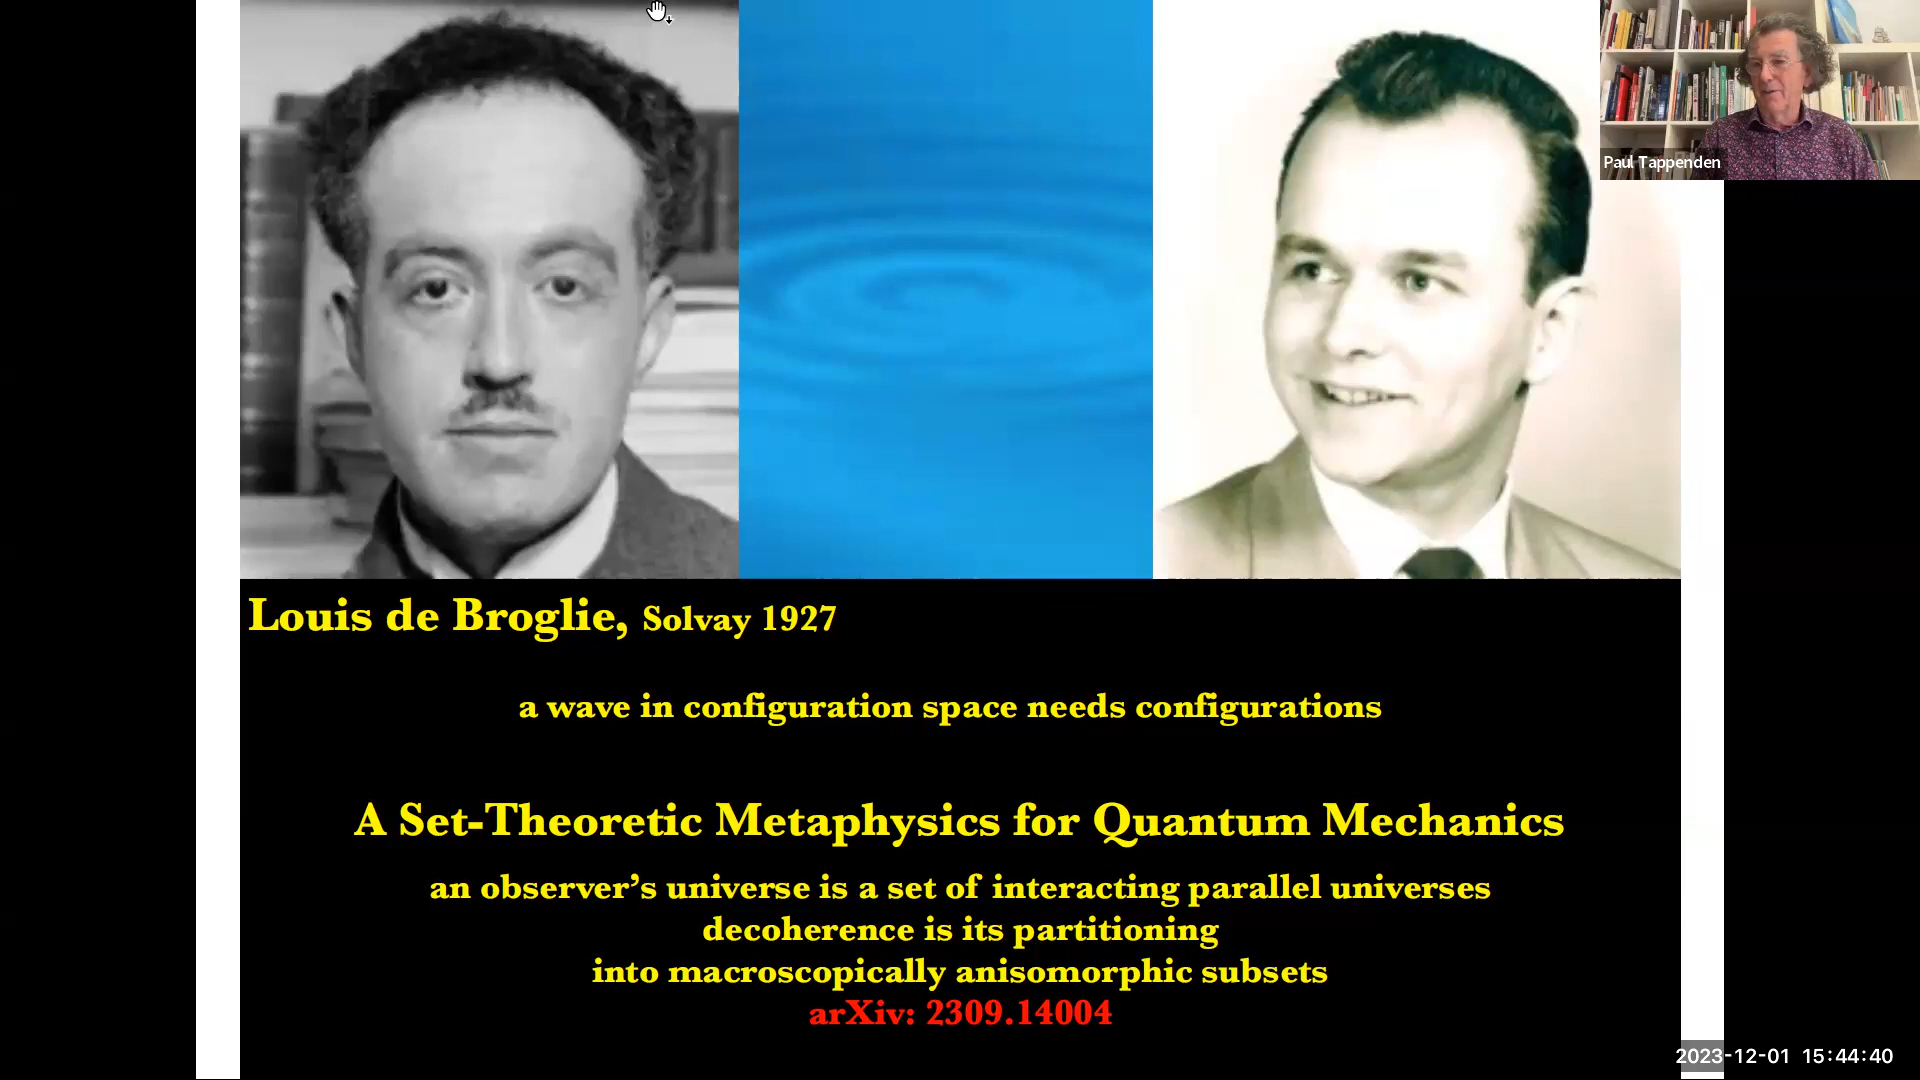 Paul Tappenden
Louis de Broglie, Solvay 1927
a wave in configuration space needs configurations
A Set-Theoretic Metaphysics for Quantum Mechanics
an observer’s universe is a set of interacting parallel universes
decoherence is its partitioning
into macroscopically anisomorphic subsets
arXiv: 2309.14004
2023-12-01 15:44:40